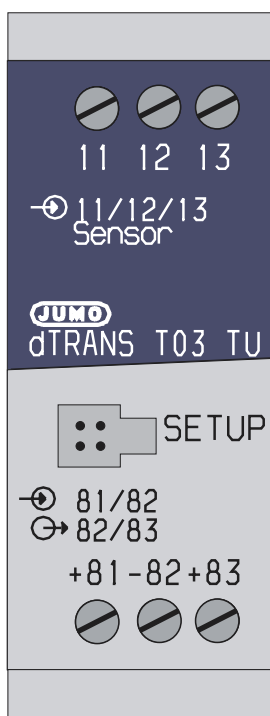 11 12 13
11/12/13
Sensor
JUMO
dTRANS T03 TU
SETUP
81/82
82/83
+81-82+83